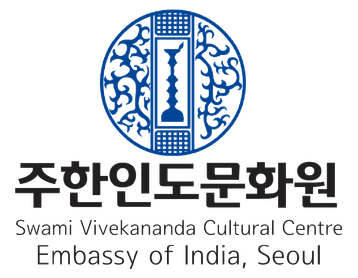 주한인도문화원
Swami Vivekananda Cultural Centre
Embassy of India, Seoul